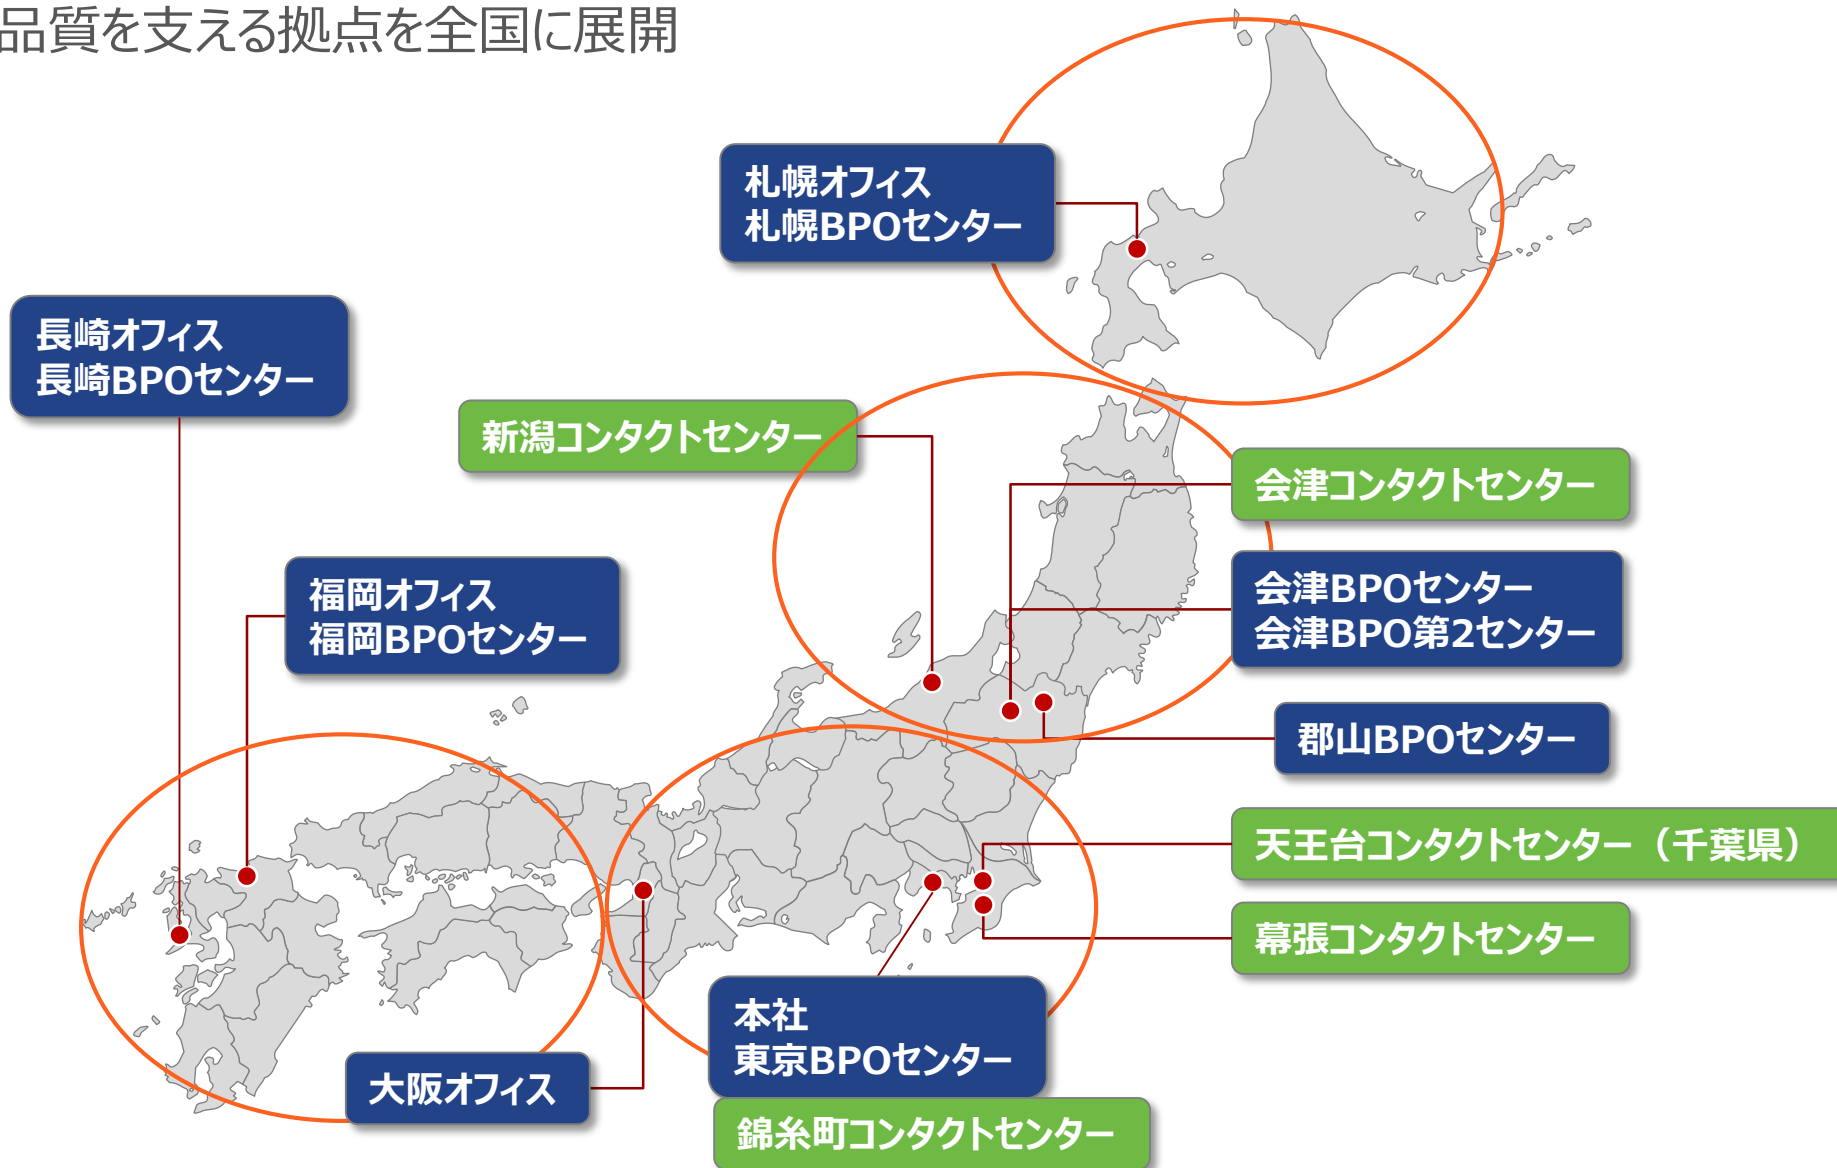 品質を支える拠点を全国に展開
札幌オフィス
札幌BPOセンター
長崎オフィス
長崎BPOセンター
新潟コンタクトセンター
会津コンタクトセンター
福岡オフィス
福岡BPOセンター
会津BPOセンター
会津BPO第2センター
郡山BPOセンター
天王台コンタクトセンター（千葉県）
幕張コンタクトセンター
本社
東京BPOセンター
大阪オフィス
錦糸町コンタクトセンター